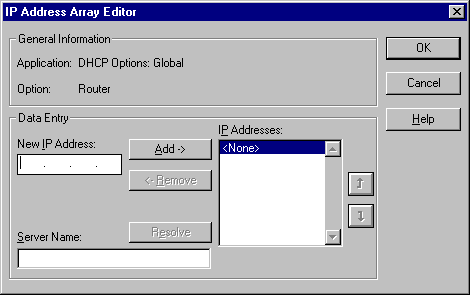 IP Address Array Editor
General Information
Application: DHCP Options: Global
Option: Router
OK
Cancel
Help
Data Entry
New IP Address:
. . .
Add ->
<- Remove
IP Addresses:
<None>
Server Name:
Resolve